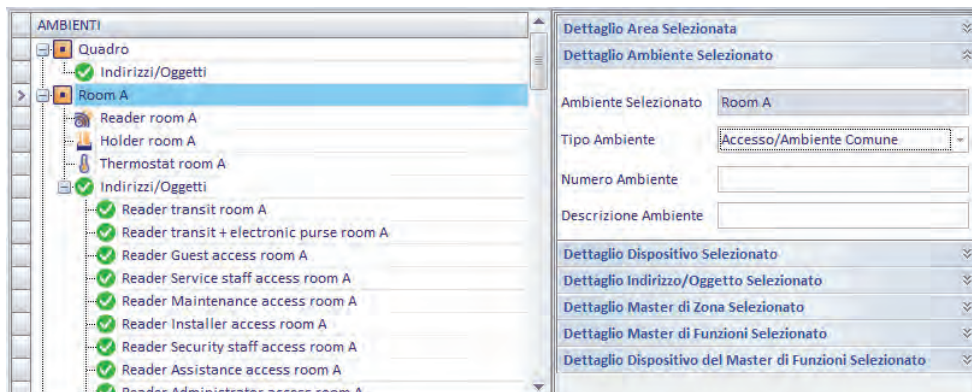 AMBIENTI
Quadro
Indirizzi/Oggetti
Room A
Reader room A
Holder room A
Thermostat room A
Indirizzi/Oggetti
Reader transit room A
Reader transit + electronic purse room A
Reader Guest access room A
Reader Service staff access room A
Reader Maintenance access room A
Reader Installer access room A
Reader Security staff access room A
Reader Assistance access room A
Reader Administrator access room A
Dettaglio Area Selezionata
Dettaglio Ambiente Selezionato
Ambiente Selezionato Room A
Tipo Ambiente Accesso/Ambiente Comune
Numero Ambiente
Descrizione Ambiente
Dettaglio Dispositivo Selezionato
Dettaglio Indirizzo/Oggetto Selezionato
Dettaglio Master di Zona Selezionato
Dettaglio Master di Funzioni Selezionato
Dettaglio Dispositivo del Master di Funzioni Selezionato